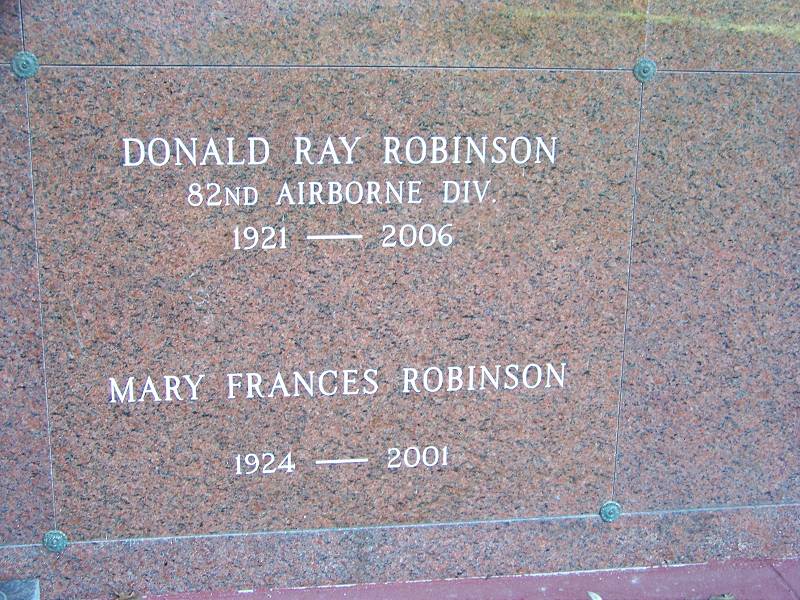 DONALD RAY ROBINSON
82ND AIRBORNE DIV.
1921 — 2006
MARY FRANCES ROBINSON
1924 — 2001